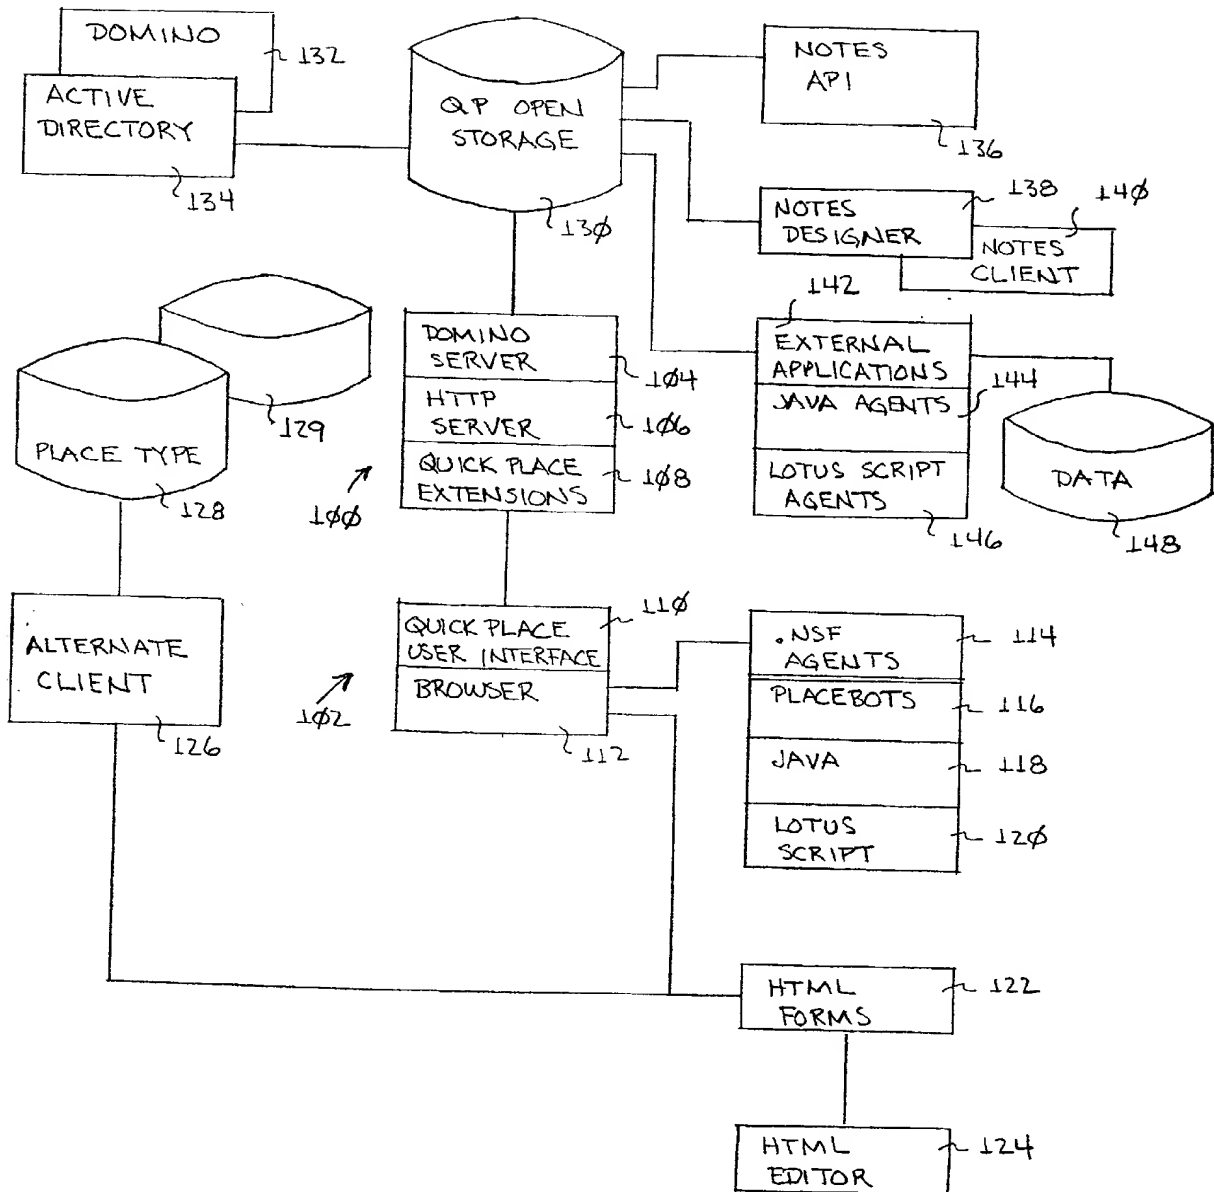 DOMINO
132
ACTIVE
DIRECTORY
134
QP OPEN
STORAGE
130
NOTES
API
136
138
140
NOTES
DESIGNER
NOTES
CLIENT
142
DOMINO
SERVER
104
HTTP
SERVER
106
QUICK PLACE
EXTENSIONS
108
100
EXTERNAL
APPLICATIONS
144
JAVA AGENTS
LOTUS SCRIPT
AGENTS
146
DATA
148
129
PLACE TYPE
128
ALTERNATE
CLIENT
126
110
QUICK PLACE
USER INTERFACE
BROWSER
102
112
.NSF
AGENTS
114
PLACEBOTS
116
JAVA
118
LOTUS
SCRIPT
120
HTML
FORMS
122
HTML
EDITOR
124